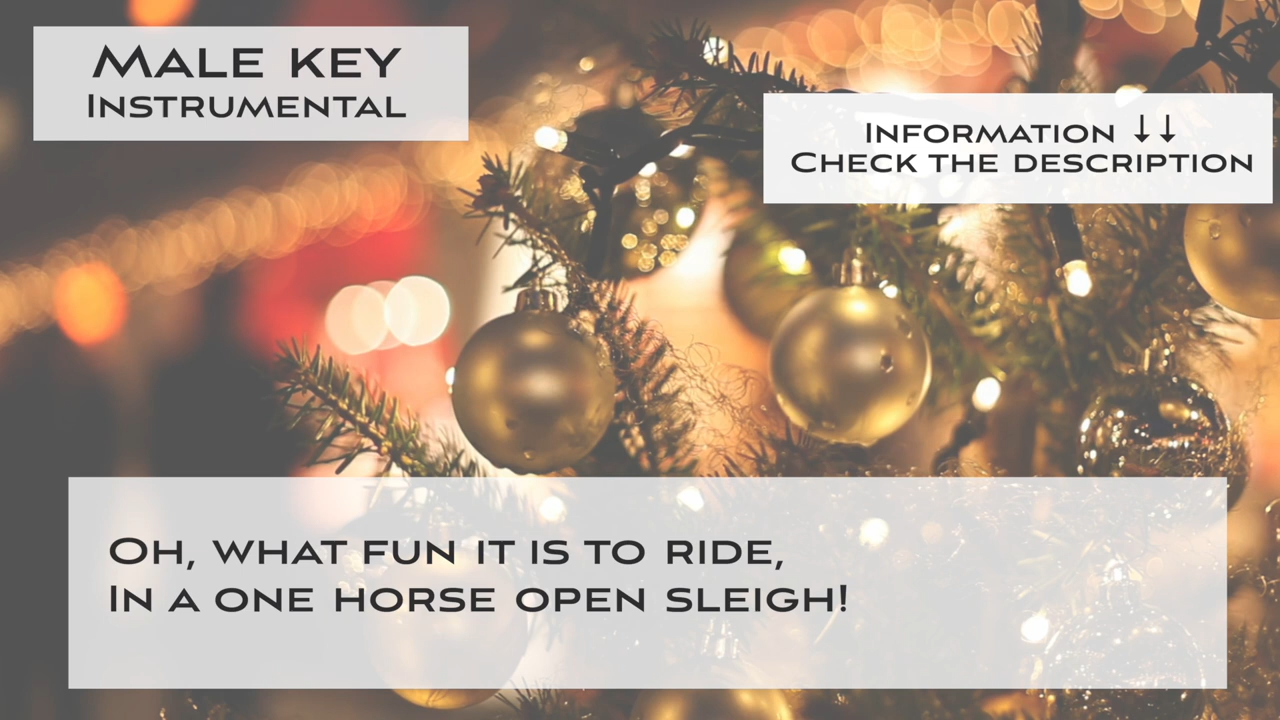 Male key
Instrumental
Information ↓↓
Check the description
Oh, what fun it is to ride,
In a one horse open sleigh!